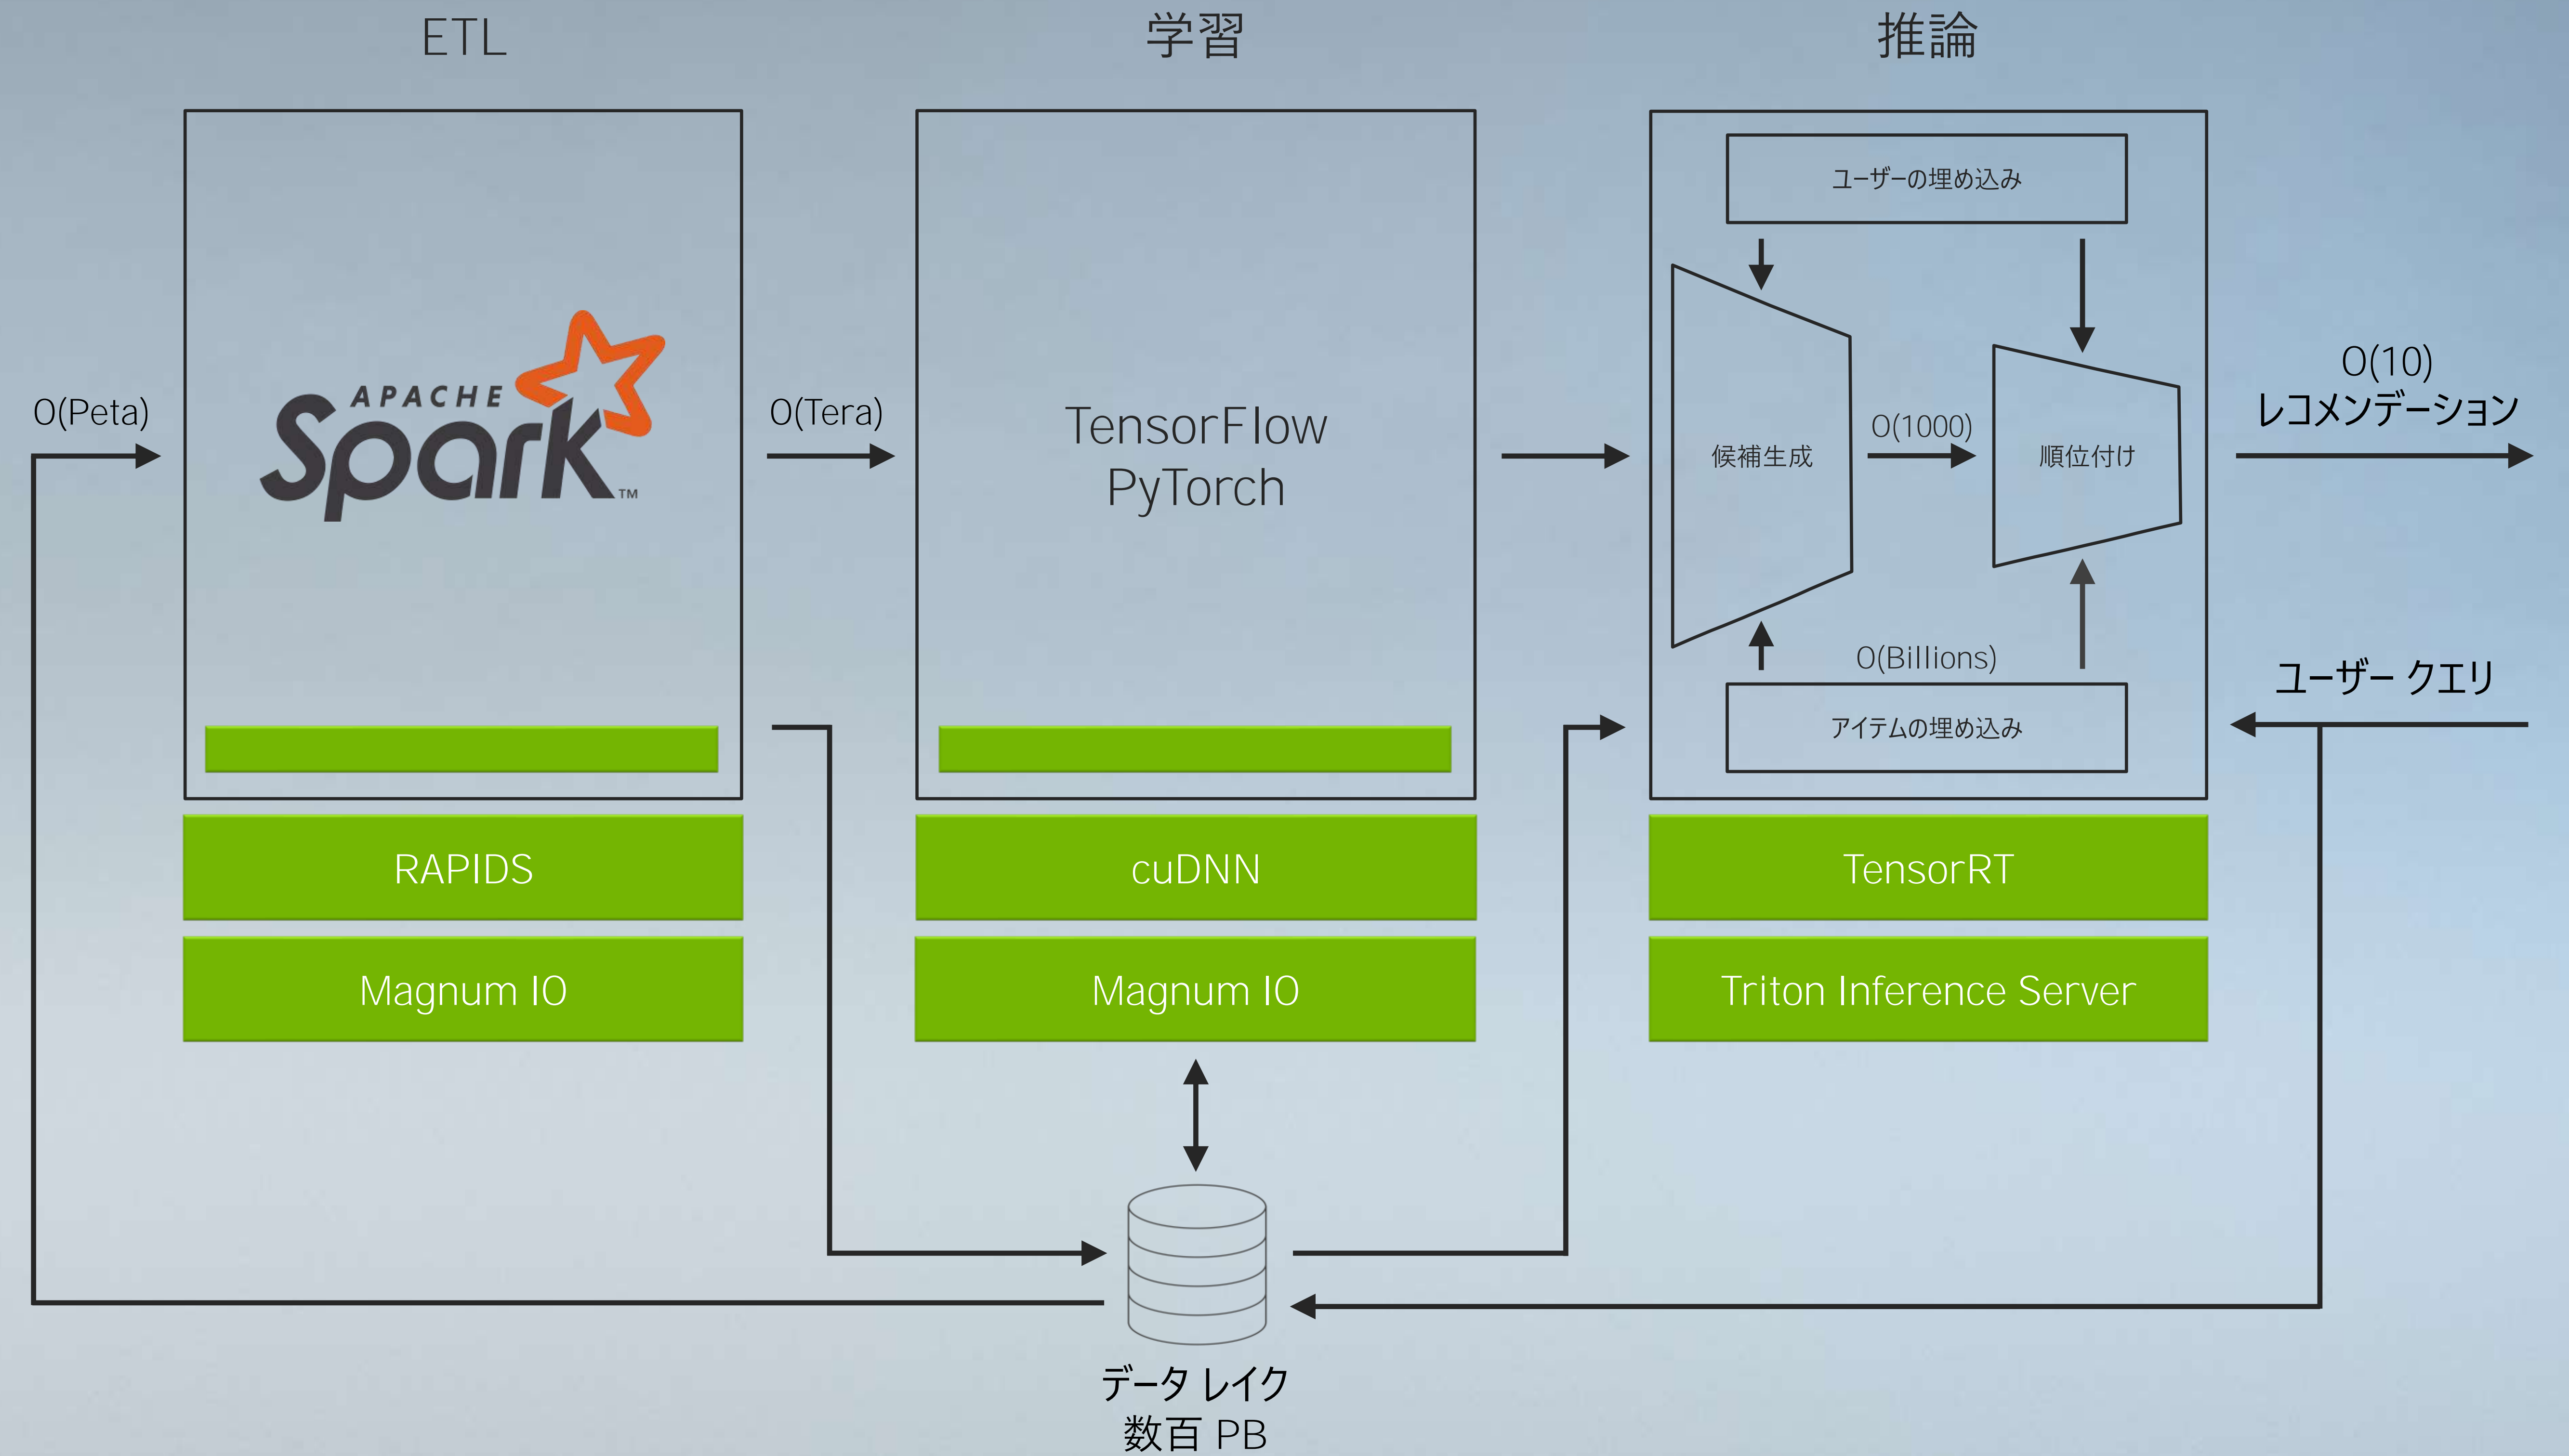 ETL
学習
推論
ユーザーの埋め込み
O(Peta)
APACHE
Spark™
O(Tera)
TensorFlow
PyTorch
候補生成
O(1000)
順位付け
O(10)
レコメンデーション
O(Billions)
アイテムの埋め込み
ユーザー クエリ
RAPIDS
cuDNN
TensorRT
Magnum IO
Magnum IO
Triton Inference Server
データ レイク
数百 PB